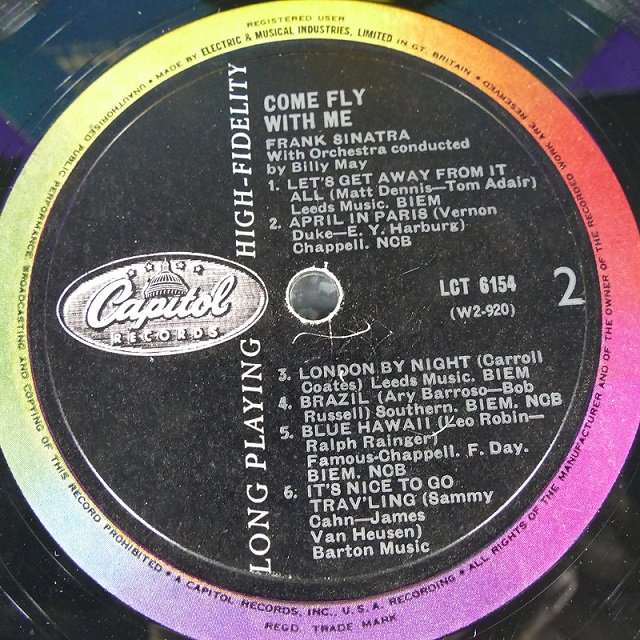 REGISTERED USER
UNAUTHORISED PUBLIC PERFORMANCE, BROADCASTING AND COPYING OF THIS RECORD PROHIBITED • A CAPITOL RECORDS, INC., U.S.A. RECORDING • ALL RIGHTS OF THE MANUFACTURER AND OF THE OWNER OF THE RECORDED WORK ARE RESERVED
• MADE BY ELECTRIC & MUSICAL INDUSTRIES, LIMITED IN GT. BRITAIN •
REGD. TRADE MARK
LONG PLAYING HIGH-FIDELITY
Capitol
RECORDS
COME FLY
WITH ME
FRANK SINATRA
With Orchestra conducted
by Billy May
1. LET'S GET AWAY FROM IT
ALL (Matt Dennis—Tom Adair)
Leeds Music. BIEM
2. APRIL IN PARIS (Vernon
Duke—E. Y. Harburg)
Chappell. NCB
LCT 6154
(W2-920)
2
3. LONDON BY NIGHT (Carroll
Coates) Leeds Music. BIEM
4. BRAZIL (Ary Barroso—Bob
Russell) Southern. BIEM. NCB
5. BLUE HAWAII (Leo Robin—
Ralph Rainger)
Famous-Chappell. F. Day.
BIEM. NCB
6. IT'S NICE TO GO
TRAV'LING (Sammy
Cahn—James
Van Heusen)
Barton Music